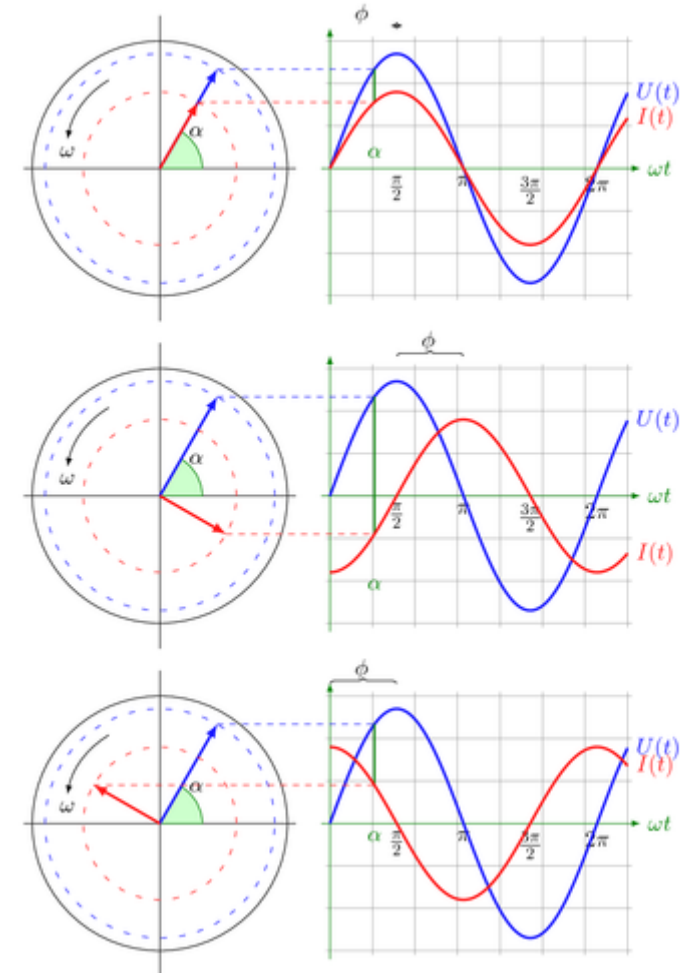 ϕ
U(t)
I(t)
α
ω
α
π/2
π
3π/2
2π
ωt
ϕ
U(t)
α
ω
π/2
π
3π/2
2π
ωt
I(t)
α
ϕ
U(t)
I(t)
α
ω
α
π/2
π
3π/2
2π
ωt